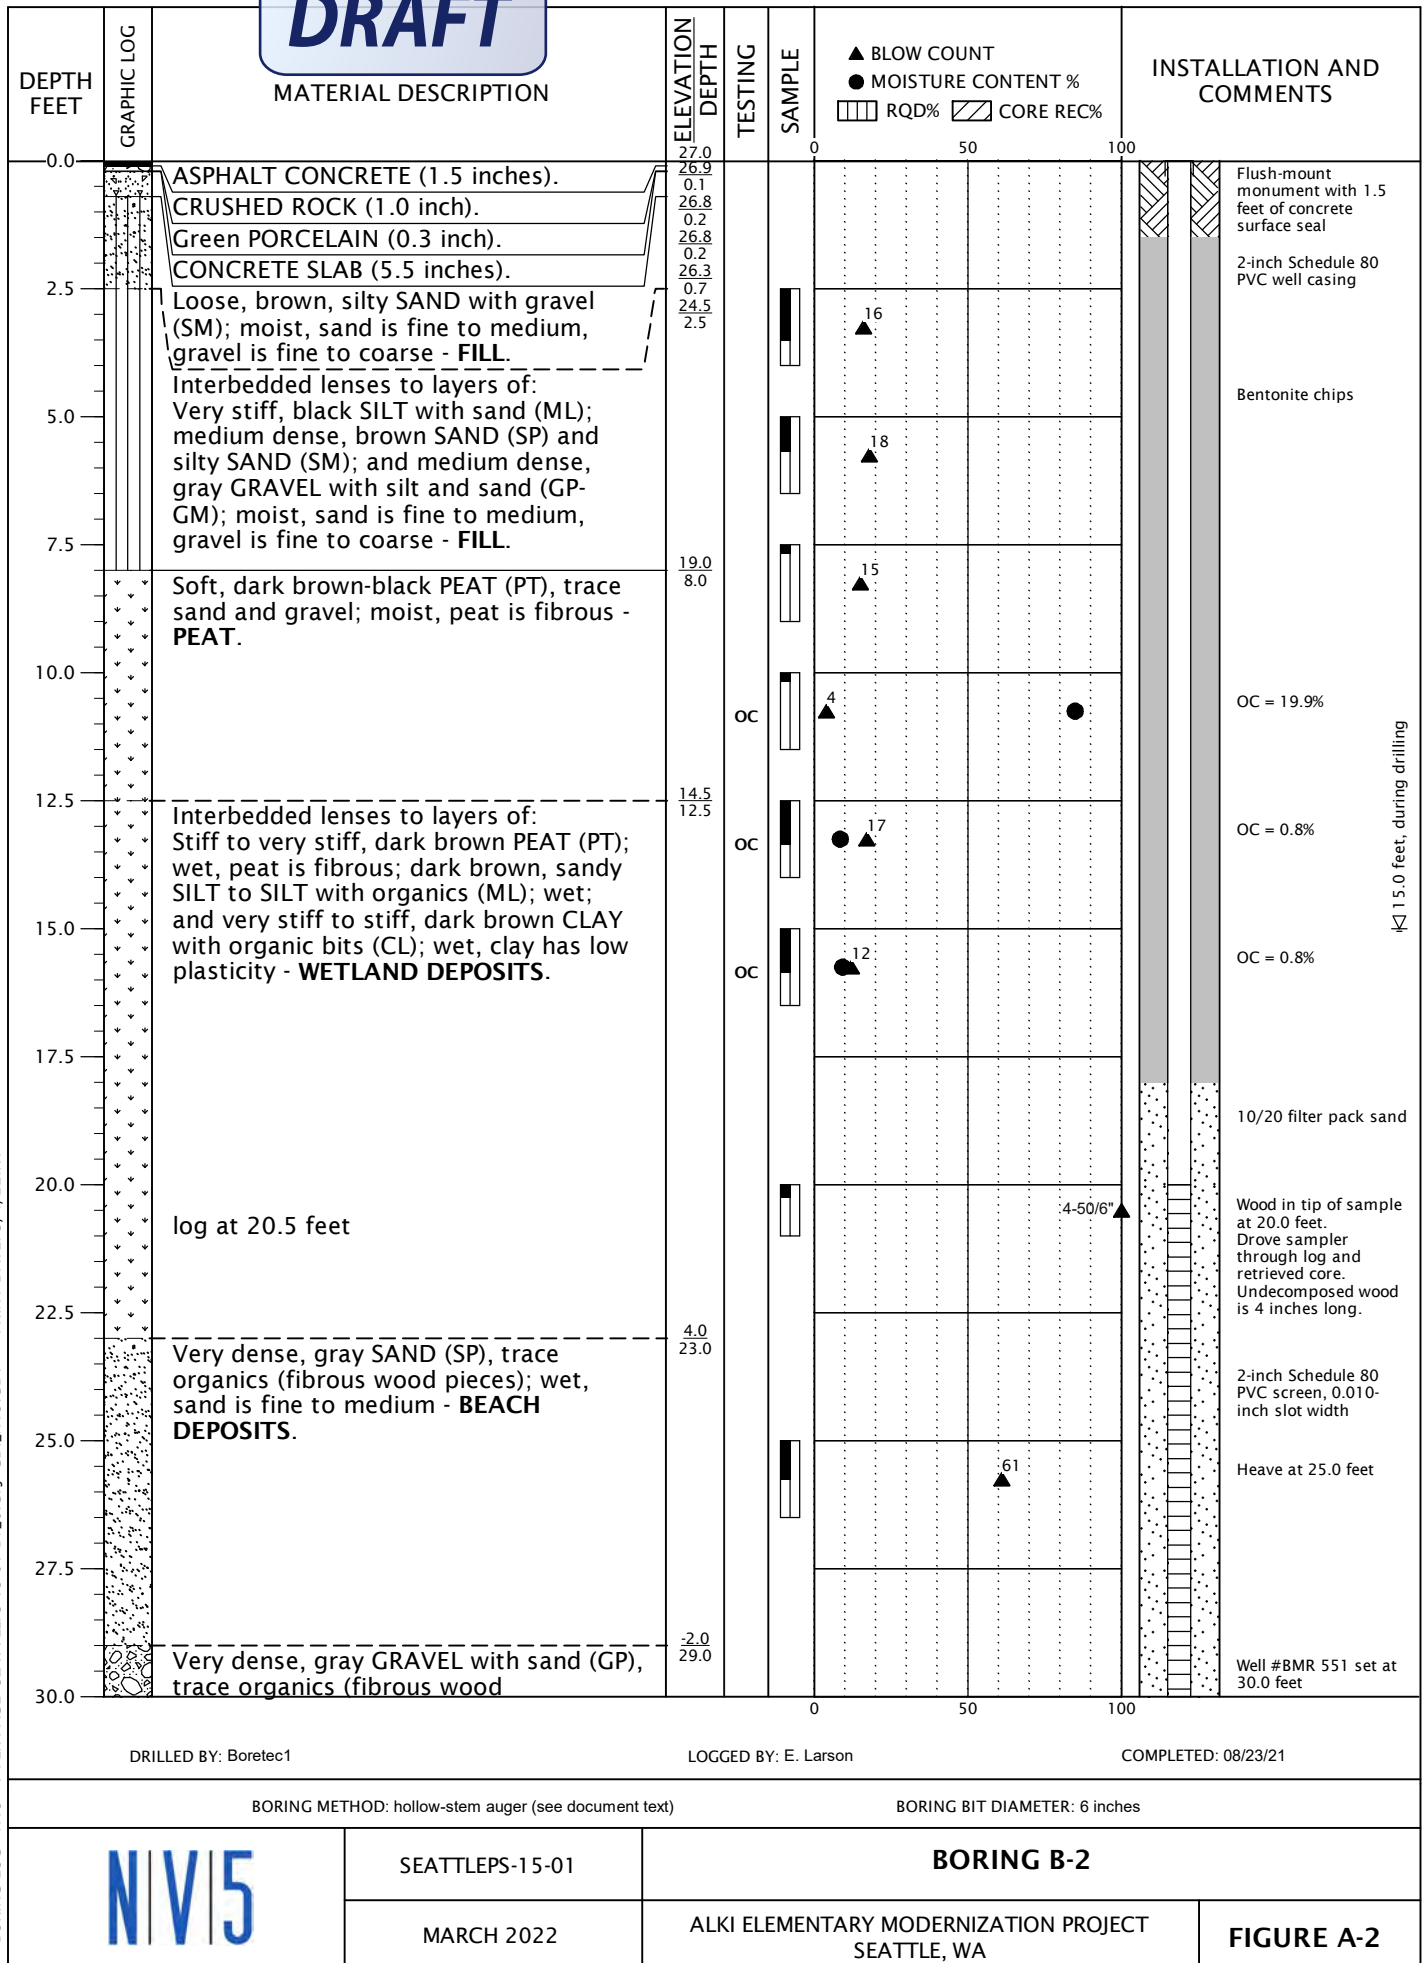 DRAFT
DEPTH
FEET
GRAPHIC LOG
MATERIAL DESCRIPTION
ELEVATION
DEPTH
TESTING
SAMPLE
▲ BLOW COUNT
● MOISTURE CONTENT %
RQD% CORE REC%
INSTALLATION AND
COMMENTS
0 50 100
0.0
2.5
5.0
7.5
10.0
12.5
15.0
17.5
20.0
22.5
25.0
27.5
30.0
ASPHALT CONCRETE (1.5 inches).
CRUSHED ROCK (1.0 inch).
Green PORCELAIN (0.3 inch).
CONCRETE SLAB (5.5 inches).
Loose, brown, silty SAND with gravel
(SM); moist, sand is fine to medium,
gravel is fine to coarse - FILL.
Interbedded lenses to layers of:
Very stiff, black SILT with sand (ML);
medium dense, brown SAND (SP) and
silty SAND (SM); and medium dense,
gray GRAVEL with silt and sand (GP-
GM); moist, sand is fine to medium,
gravel is fine to coarse - FILL.
Soft, dark brown-black PEAT (PT), trace
sand and gravel; moist, peat is fibrous -
PEAT.
Interbedded lenses to layers of:
Stiff to very stiff, dark brown PEAT (PT);
wet, peat is fibrous; dark brown, sandy
SILT to SILT with organics (ML); wet;
and very stiff to stiff, dark brown CLAY
with organic bits (CL); wet, clay has low
plasticity - WETLAND DEPOSITS.
log at 20.5 feet
Very dense, gray SAND (SP), trace
organics (fibrous wood pieces); wet,
sand is fine to medium - BEACH
DEPOSITS.
Very dense, gray GRAVEL with sand (GP),
trace organics (fibrous wood
27.0
26.9
0.1
26.8
0.2
26.8
0.2
26.3
0.7
24.5
2.5
19.0
8.0
14.5
12.5
4.0
23.0
-2.0
29.0
OC
OC
OC
16
18
15
4
17
12
4-50/6"
61
0 50 100
Flush-mount
monument with 1.5
feet of concrete
surface seal
2-inch Schedule 80
PVC well casing
Bentonite chips
OC = 19.9%
OC = 0.8%
OC = 0.8%
15.0 feet, during drilling
10/20 filter pack sand
Wood in tip of sample
at 20.0 feet.
Drove sampler
through log and
retrieved core.
Undecomposed wood
is 4 inches long.
2-inch Schedule 80
PVC screen, 0.010-
inch slot width
Heave at 25.0 feet
Well #BMR 551 set at
30.0 feet
DRILLED BY: Boretec1
LOGGED BY: E. Larson
COMPLETED: 08/23/21
BORING METHOD: hollow-stem auger (see document text)
BORING BIT DIAMETER: 6 inches
N|V|5
SEATTLEPS-15-01
MARCH 2022
BORING B-2
ALKI ELEMENTARY MODERNIZATION PROJECT
SEATTLE, WA
FIGURE A-2